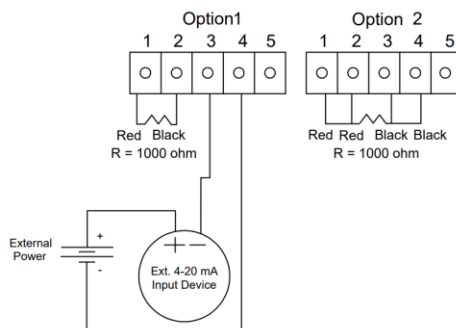 Option1
1 2 3 4 5
Red Black
R = 1000 ohm
External
Power
+
-
+ −
Ext. 4-20 mA
Input Device
Option 2
1 2 3 4 5
Red Red Black Black
R = 1000 ohm